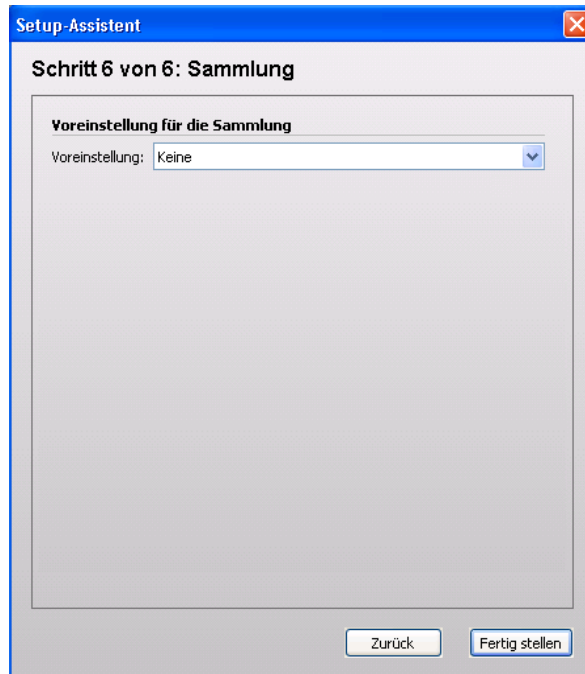 Setup-Assistent
Schritt 6 von 6: Sammlung
Voreinstellung für die Sammlung
Voreinstellung: Keine
Zurück Fertig stellen